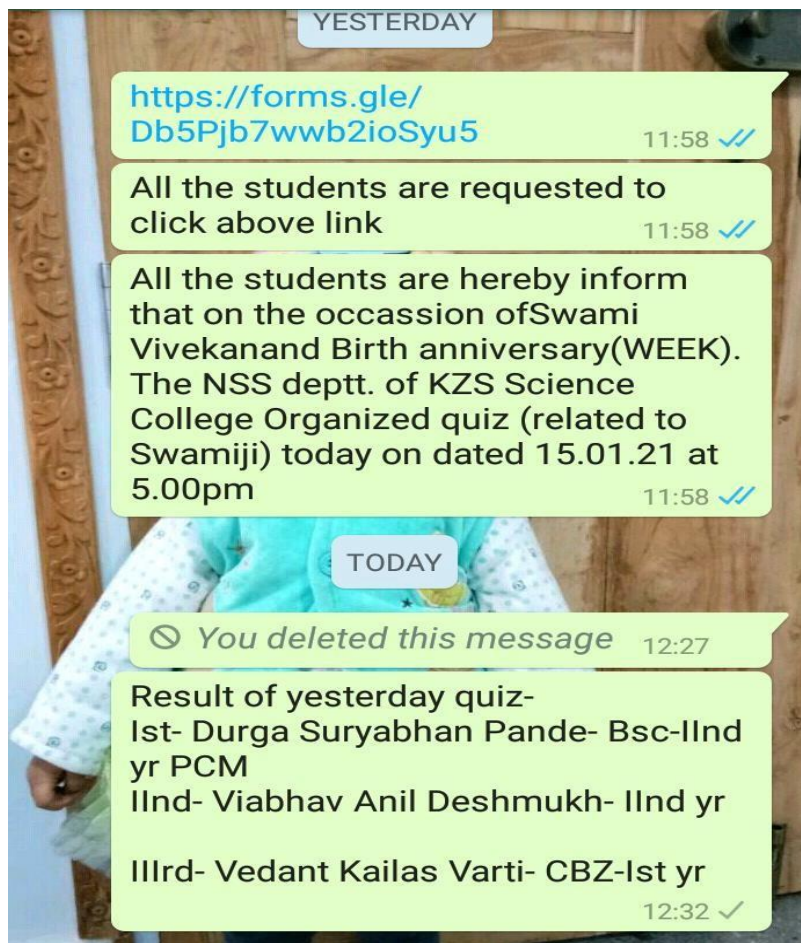 YESTERDAY
https://forms.gle/
Db5Pjb7wwb2ioSyu5
11:58
All the students are requested to
click above link
11:58
All the students are hereby inform
that on the occassion ofSwami
Vivekanand Birth anniversary(WEEK).
The NSS deptt. of KZS Science
College Organized quiz (related to
Swamiji) today on dated 15.01.21 at
5.00pm
11:58
TODAY
You deleted this message 12:27
Result of yesterday quiz-
Ist- Durga Suryabhan Pande- Bsc-IInd
yr PCM
IInd- Viabhav Anil Deshmukh- IInd yr
IIIrd- Vedant Kailas Varti- CBZ-Ist yr
12:32